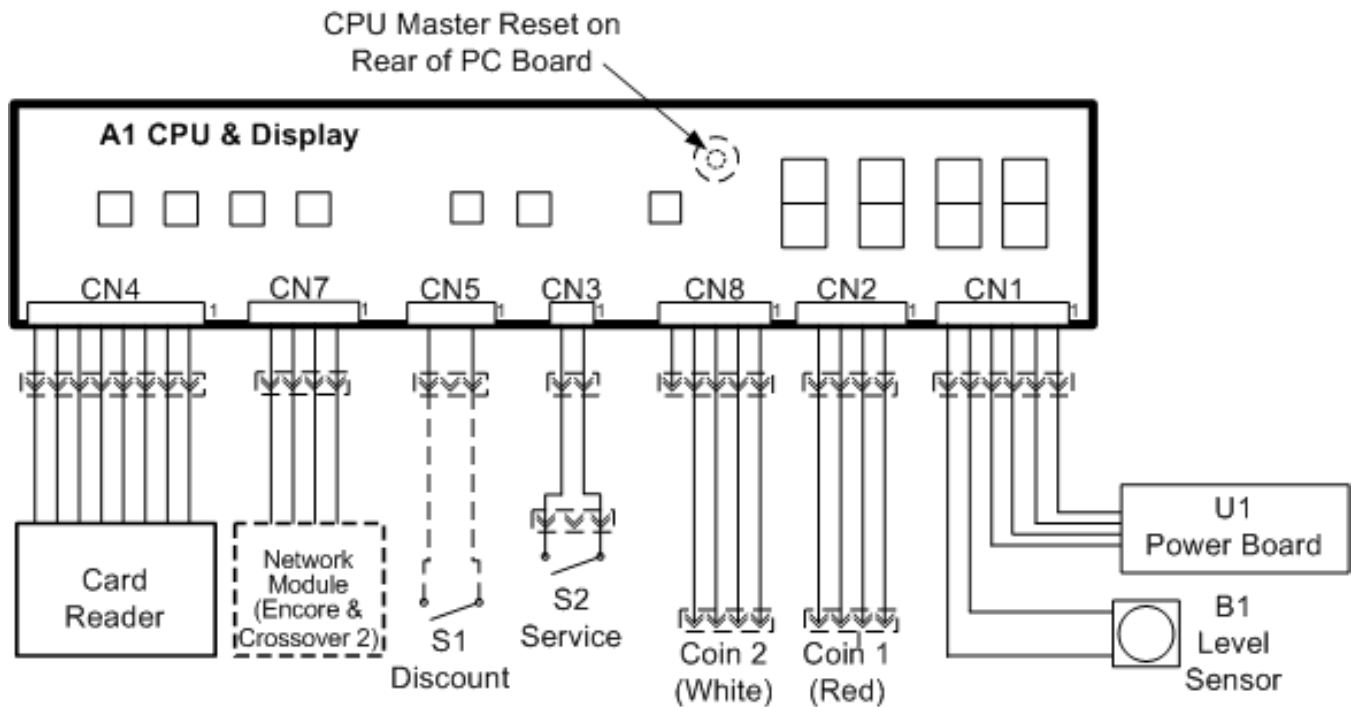 CPU Master Reset on
Rear of PC Board
A1 CPU & Display
CN4 1
CN7 1
CN5 1
CN3 1
CN8 1
CN2 1
CN1 1
Card
Reader
Network
Module
(Encore &
Crossover 2)
S1
Discount
S2
Service
Coin 2
(White)
Coin 1
(Red)
U1
Power Board
B1
Level
Sensor